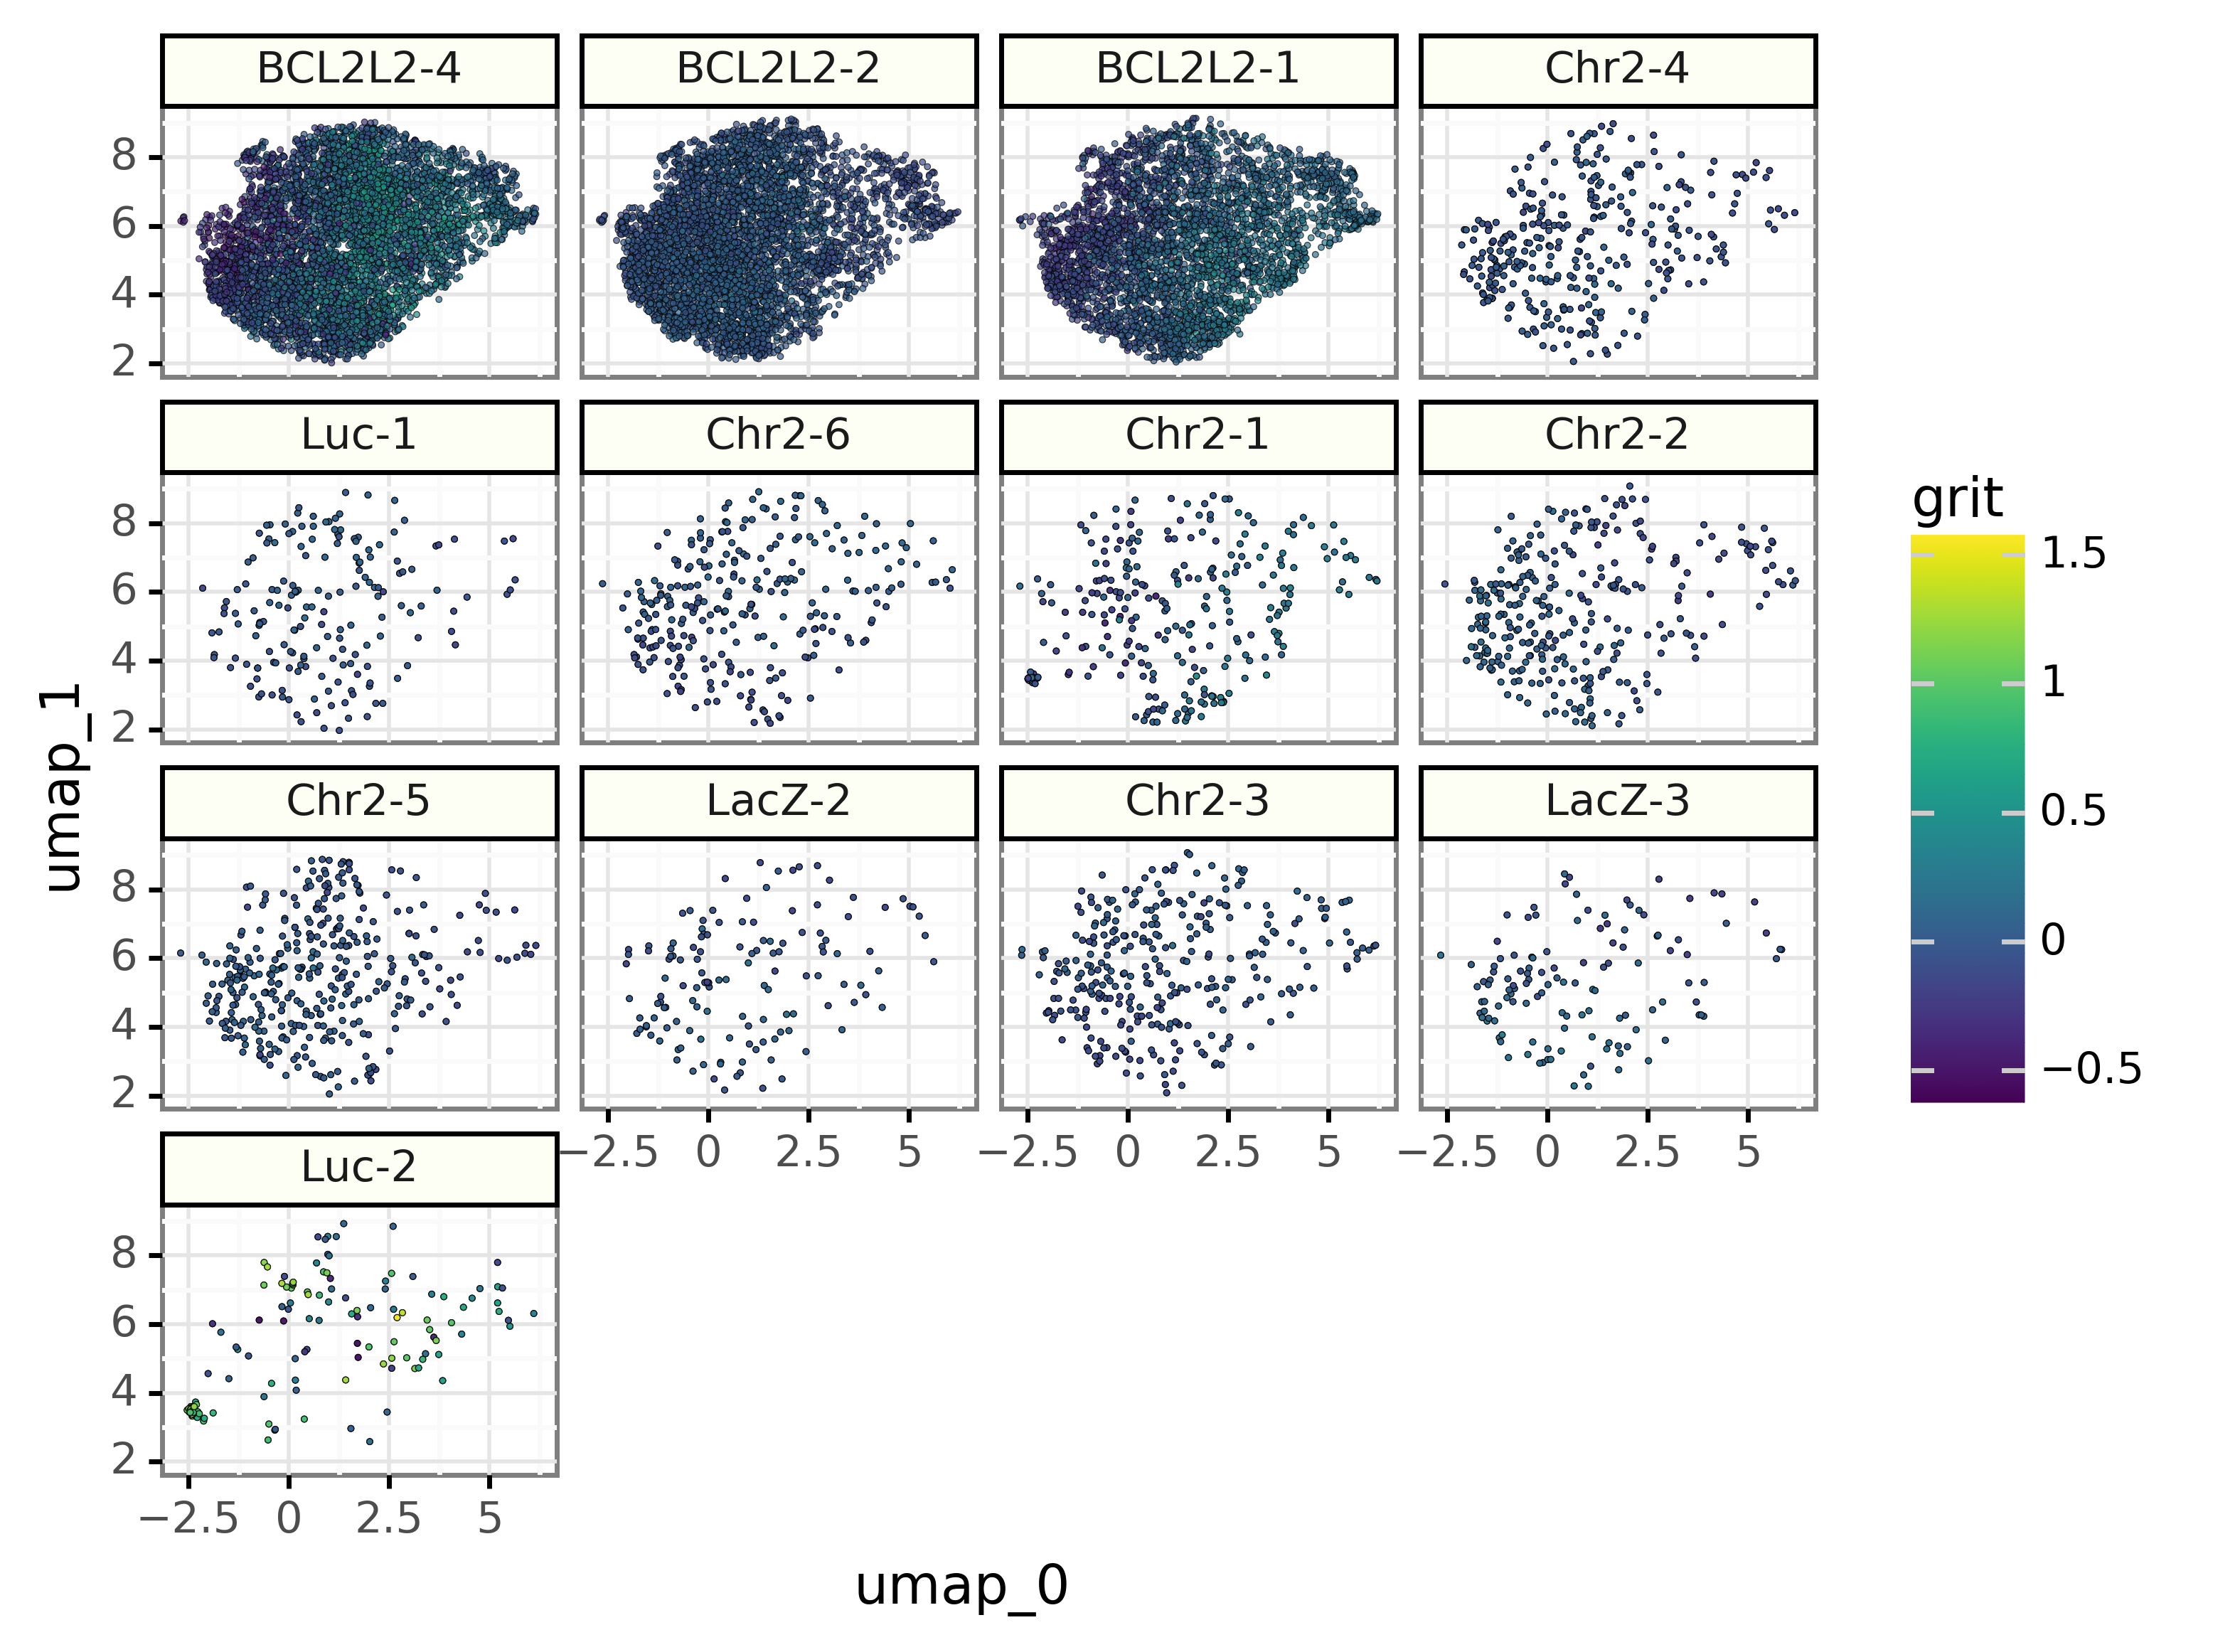 BCL2L2-4 BCL2L2-2 BCL2L2-1 Chr2-4
8
6
4
2
Luc-1 Chr2-6 Chr2-1 Chr2-2
8
6
4
2
Chr2-5 LacZ-2 Chr2-3 LacZ-3
8
6
4
2
−2.5 0 2.5 5 −2.5 0 2.5 5 −2.5 0 2.5 5
Luc-2
8
6
4
2
−2.5 0 2.5 5
umap_0
umap_1
grit
1.5
1
0.5
0
−0.5